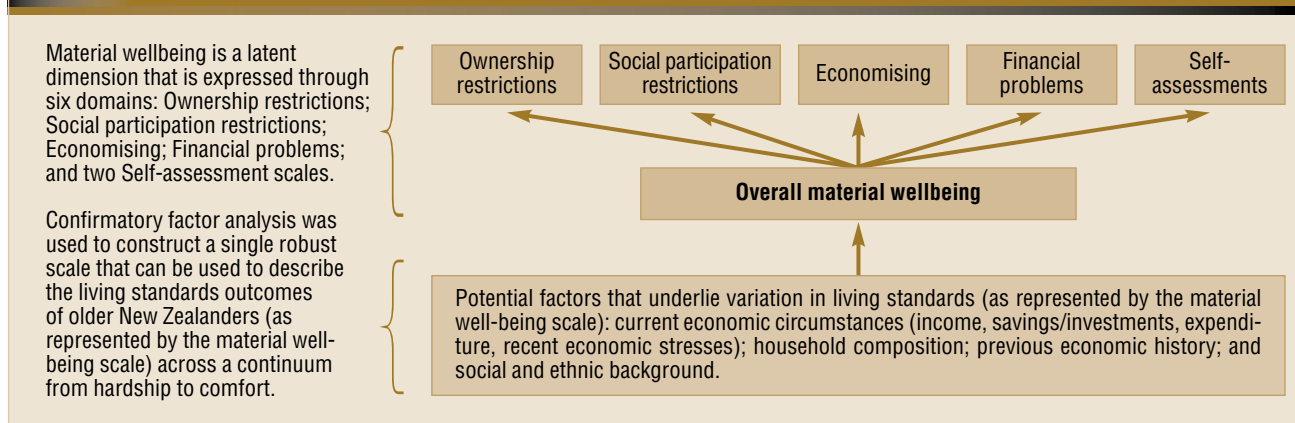 Material wellbeing is a latent
dimension that is expressed through
six domains: Ownership restrictions;
Social participation restrictions;
Economising; Financial problems;
and two Self-assessment scales.
Confirmatory factor analysis was
used to construct a single robust
scale that can be used to describe
the living standards outcomes
of older New Zealanders (as
represented by the material well-
being scale) across a continuum
from hardship to comfort.
Ownership
restrictions
Social participation
restrictions
Economising
Financial
problems
Self-
assessments
Overall material wellbeing
Potential factors that underlie variation in living standards (as represented by the material
well-being scale): current economic circumstances (income, savings/investments, expendi-
ture, recent economic stresses); household composition; previous economic history; and
social and ethnic background.